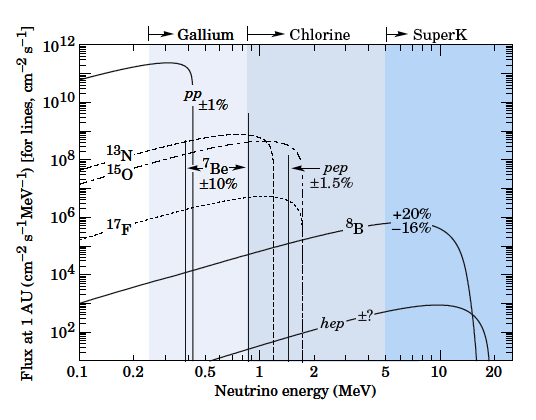 Gallium Chlorine SuperK
Flux at 1 AU (cm⁻² s⁻¹MeV⁻¹) [for lines, cm⁻² s⁻¹]
10¹²
10¹⁰
10⁸
10⁶
10⁴
10²
pp
±1%
¹³N
¹⁵O
⁷Be
±10%
pep
±1.5%
¹⁷F
⁸B
+20%
−16%
hep ±?
0.1 0.2 0.5 1 2 5 10 20
Neutrino energy (MeV)